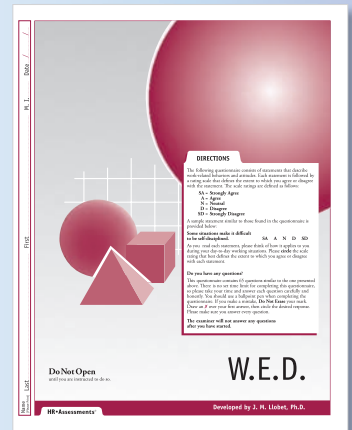 DIRECTIONS
The following questionnaire consists of statements that describe
work-related behaviors and attitudes. Each statement is followed by
a rating scale that defines the extent to which you agree or disagree
with the statement. The scale ratings are defined as follows:
SA = Strongly Agree
A = Agree
N = Neutral
D = Disagree
SD = Strongly Disagree
A sample statement similar to those found in the questionnaire is
provided below:
Some situations make it difficult
to be self-disciplined. SA A N D SD
As you read each statement, please think of how it applies to you
during your day-to-day working situations. Please circle the scale
rating that best defines the extent to which you agree or disagree
with each statement.
Do you have any questions?
This questionnaire contains 65 questions similar to the one presented
above. There is no set time limit for completing this questionnaire,
so please take your time and answer each question carefully and
honestly. You should use a ballpoint pen when completing the
questionnaire. If you make a mistake, Do Not Erase your mark.
Draw an X over your first answer, then circle the desired response.
Please make sure you answer every question.
The examiner will not answer any questions
after you have started.
W.E.D.
Do Not Open
until you are instructed to do so.
HR•Assessments®
Developed by J. M. Llobet, Ph.D.
Name Last First M.I. Date / /